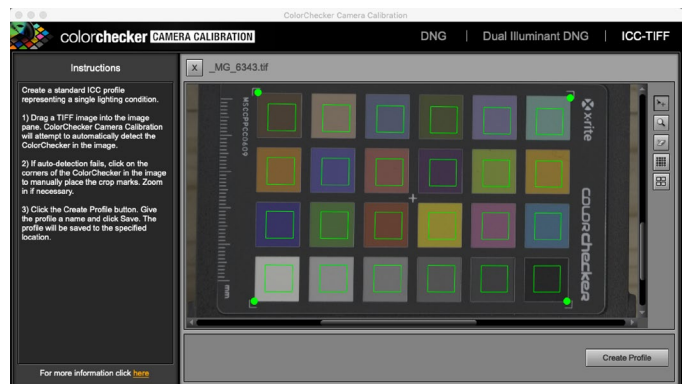 ColorChecker Camera Calibration
colorchecker CAMERA CALIBRATION
DNG | Dual Illuminant DNG | ICC-TIFF
Instructions
Create a standard ICC profile
representing a single lighting condition.
1) Drag a TIFF image into the image
pane. ColorChecker Camera Calibration
will attempt to automatically detect the
ColorChecker in the image.
2) If auto-detection fails, click on the
corners of the ColorChecker in the image
to manually place the crop marks. Zoom
in if necessary.
3) Click the Create Profile button. Give
the profile a name and click Save. The
profile will be saved to the specified
location.
For more information click here
X _MG_6343.tif
MSCCPPCC0609
mm
x-rite
colorchecker
Create Profile